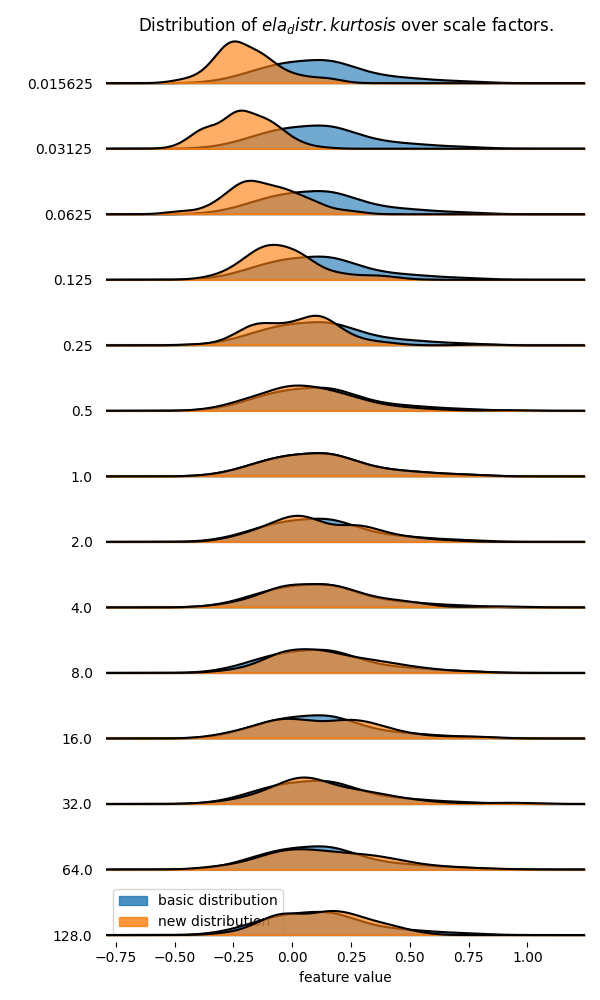 Distribution of ela_distr.kurtosis over scale factors.
0.015625
0.03125
0.0625
0.125
0.25
0.5
1.0
2.0
4.0
8.0
16.0
32.0
64.0
basic distribution
new distribution
128.0
−0.75 −0.50 −0.25 0.00 0.25 0.50 0.75 1.00
feature value